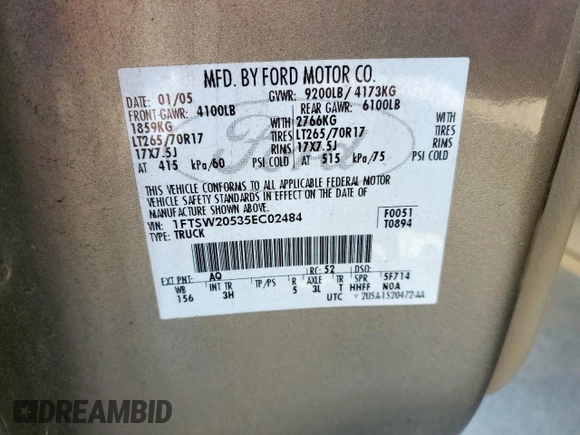 MFD. BY FORD MOTOR CO.
DATE: 01/05 GVWR: 9200LB/ 4173KG
FRONT GAWR: 4100LB REAR GAWR: 6100LB
1859KG WITH 2766KG WITH
LT265/70R17 TIRES LT265/70R17 TIRES
17X7.5J RIMS 17X7.5J RIMS
AT 415 kPa/60 PSI COLD AT 515 kPa/75 PSI COLD
Ford
THIS VEHICLE CONFORMS TO ALL APPLICABLE FEDERAL MOTOR
VEHICLE SAFETY STANDARDS IN EFFECT ON THE DATE OF
MANUFACTURE SHOWN ABOVE.
VIN: 1FTSW20535EC02484 F0051
TYPE: TRUCK T0894
EXT PNT: AQ RC: 52 DSO:
WB INT TR TP/PS R AXLE TR SPR 5F714
156 3H 5 3L T HHFF N0A
UTC 2U5A-1520472-AA
DREAMBID